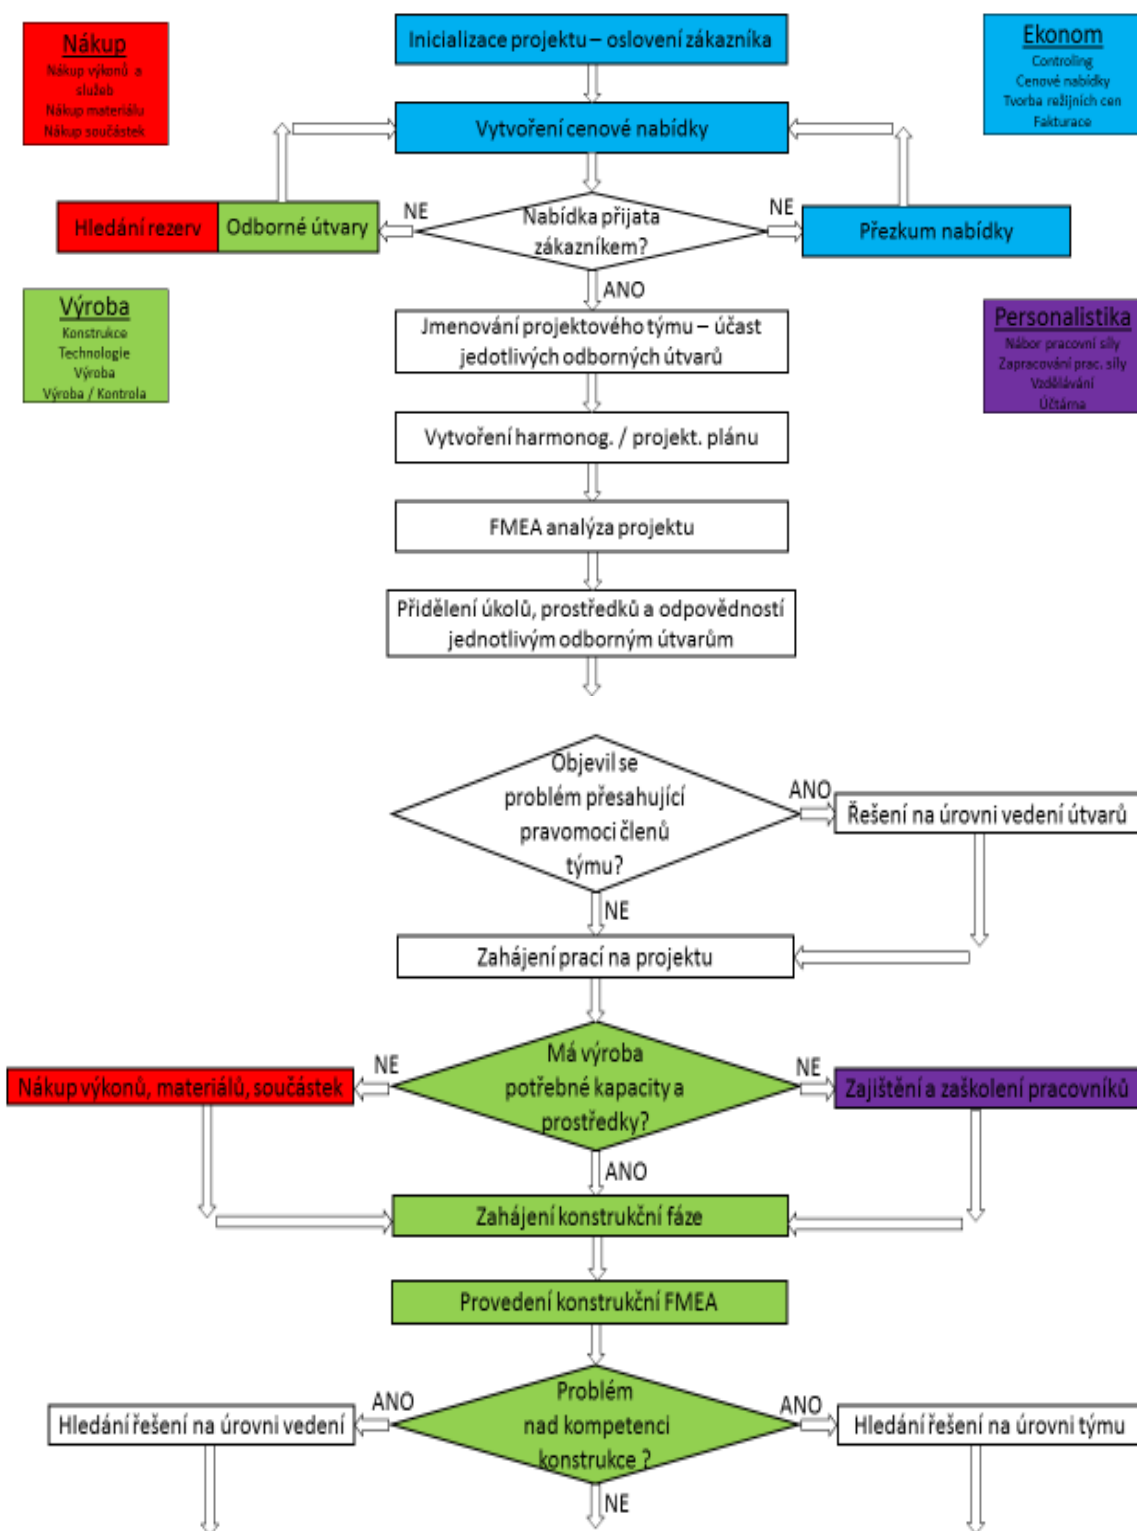 Nákup
Nákup výkonů a
služeb
Nákup materiálu
Nákup součástek
Inicializace projektu – oslovení zákazníka
Ekonom
Controling
Cenové nabídky
Tvorba režijních cen
Fakturace
Vytvoření cenové nabídky
Hledání rezerv
Odborné útvary
NE
Nabídka přijata
zákazníkem?
NE
Přezkum nabídky
ANO
Výroba
Konstrukce
Technologie
Výroba
Výroba / Kontrola
Jmenování projektového týmu – účast
jedotlivých odborných útvarů
Personalistika
Nábor pracovní síly
Zapracování prac. síly
Vzdělávání
Účtárna
Vytvoření harmonog. / projekt. plánu
FMEA analýza projektu
Přidělení úkolů, prostředků a odpovědností
jednotlivým odborným útvarům
Objevil se
problém přesahující
pravomoci členů
týmu?
ANO
Řešení na úrovni vedení útvarů
NE
Zahájení prací na projektu
Nákup výkonů, materiálů, součástek
NE
Má výroba
potřebné kapacity a
prostředky?
NE
Zajištění a zaškolení pracovníků
ANO
Zahájení konstrukční fáze
Provedení konstrukční FMEA
Hledání řešení na úrovni vedení
ANO
Problém
nad kompetenci
konstrukce ?
ANO
Hledání řešení na úrovni týmu
NE